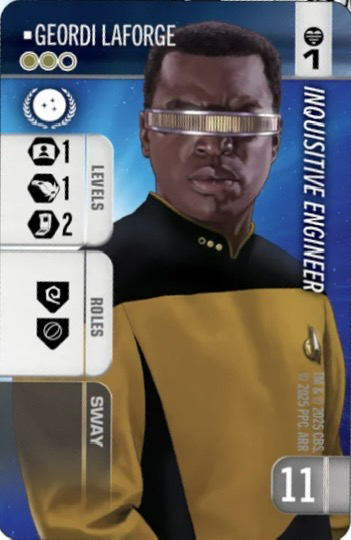 ▪GEORDI LAFORGE
1
INQUISITIVE ENGINEER
1
1
2
LEVELS
ROLES
SWAY
TM & © 2025 CBS.
© 2025 PPC. ARR
11